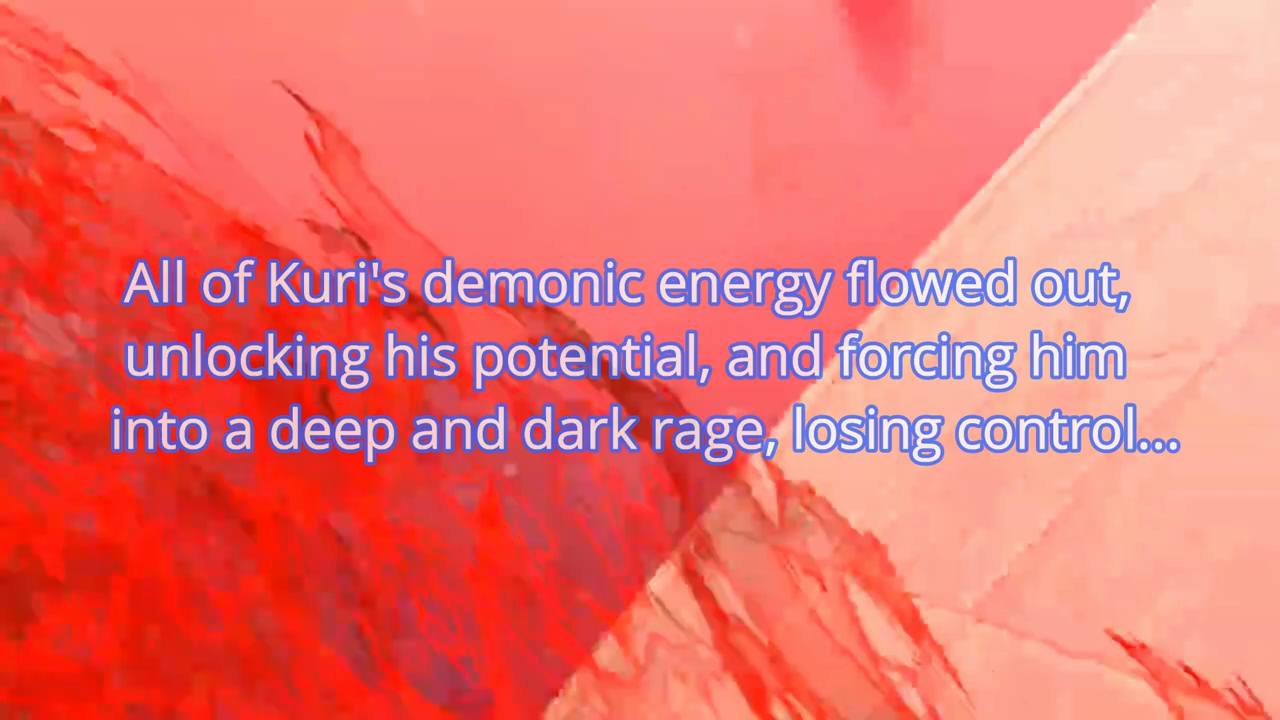 All of Kuri's demonic energy flowed out,
unlocking his potential, and forcing him
into a deep and dark rage, losing control...